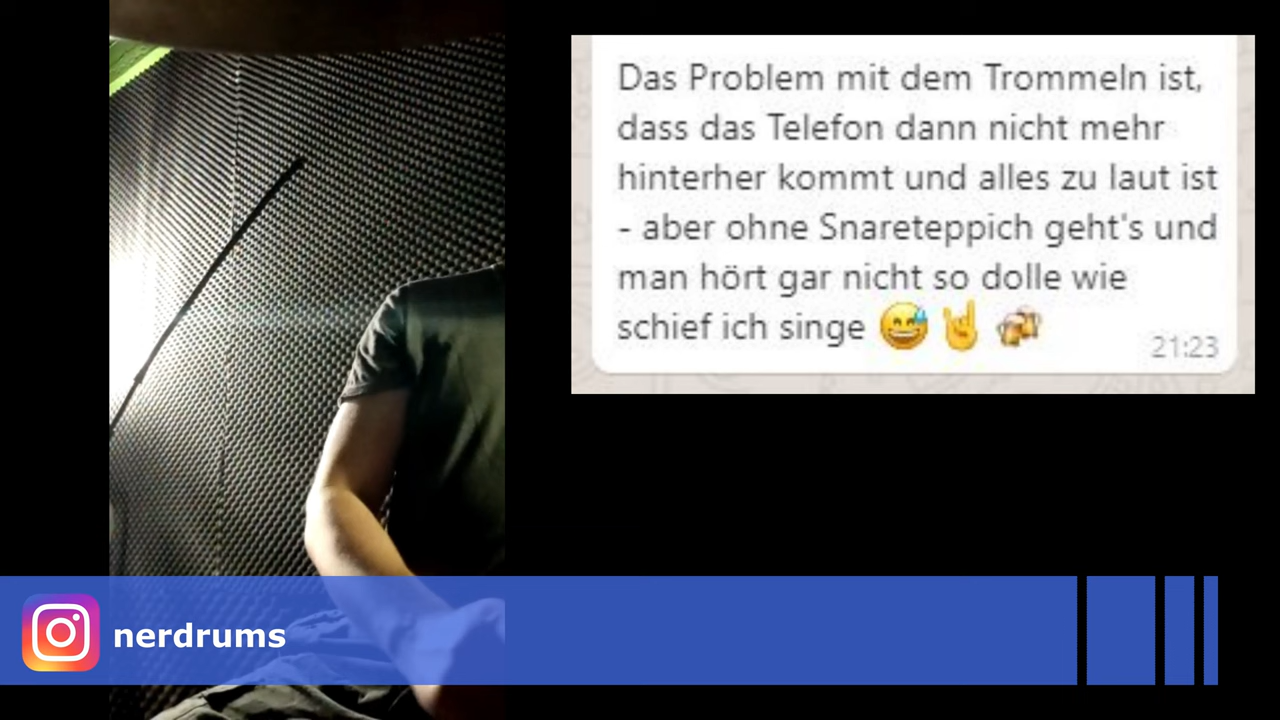 Das Problem mit dem Trommeln ist,
dass das Telefon dann nicht mehr
hinterher kommt und alles zu laut ist
- aber ohne Snareteppich geht's und
man hört gar nicht so dolle wie
schief ich singe 😅🤘🍻
21:23
nerdrums